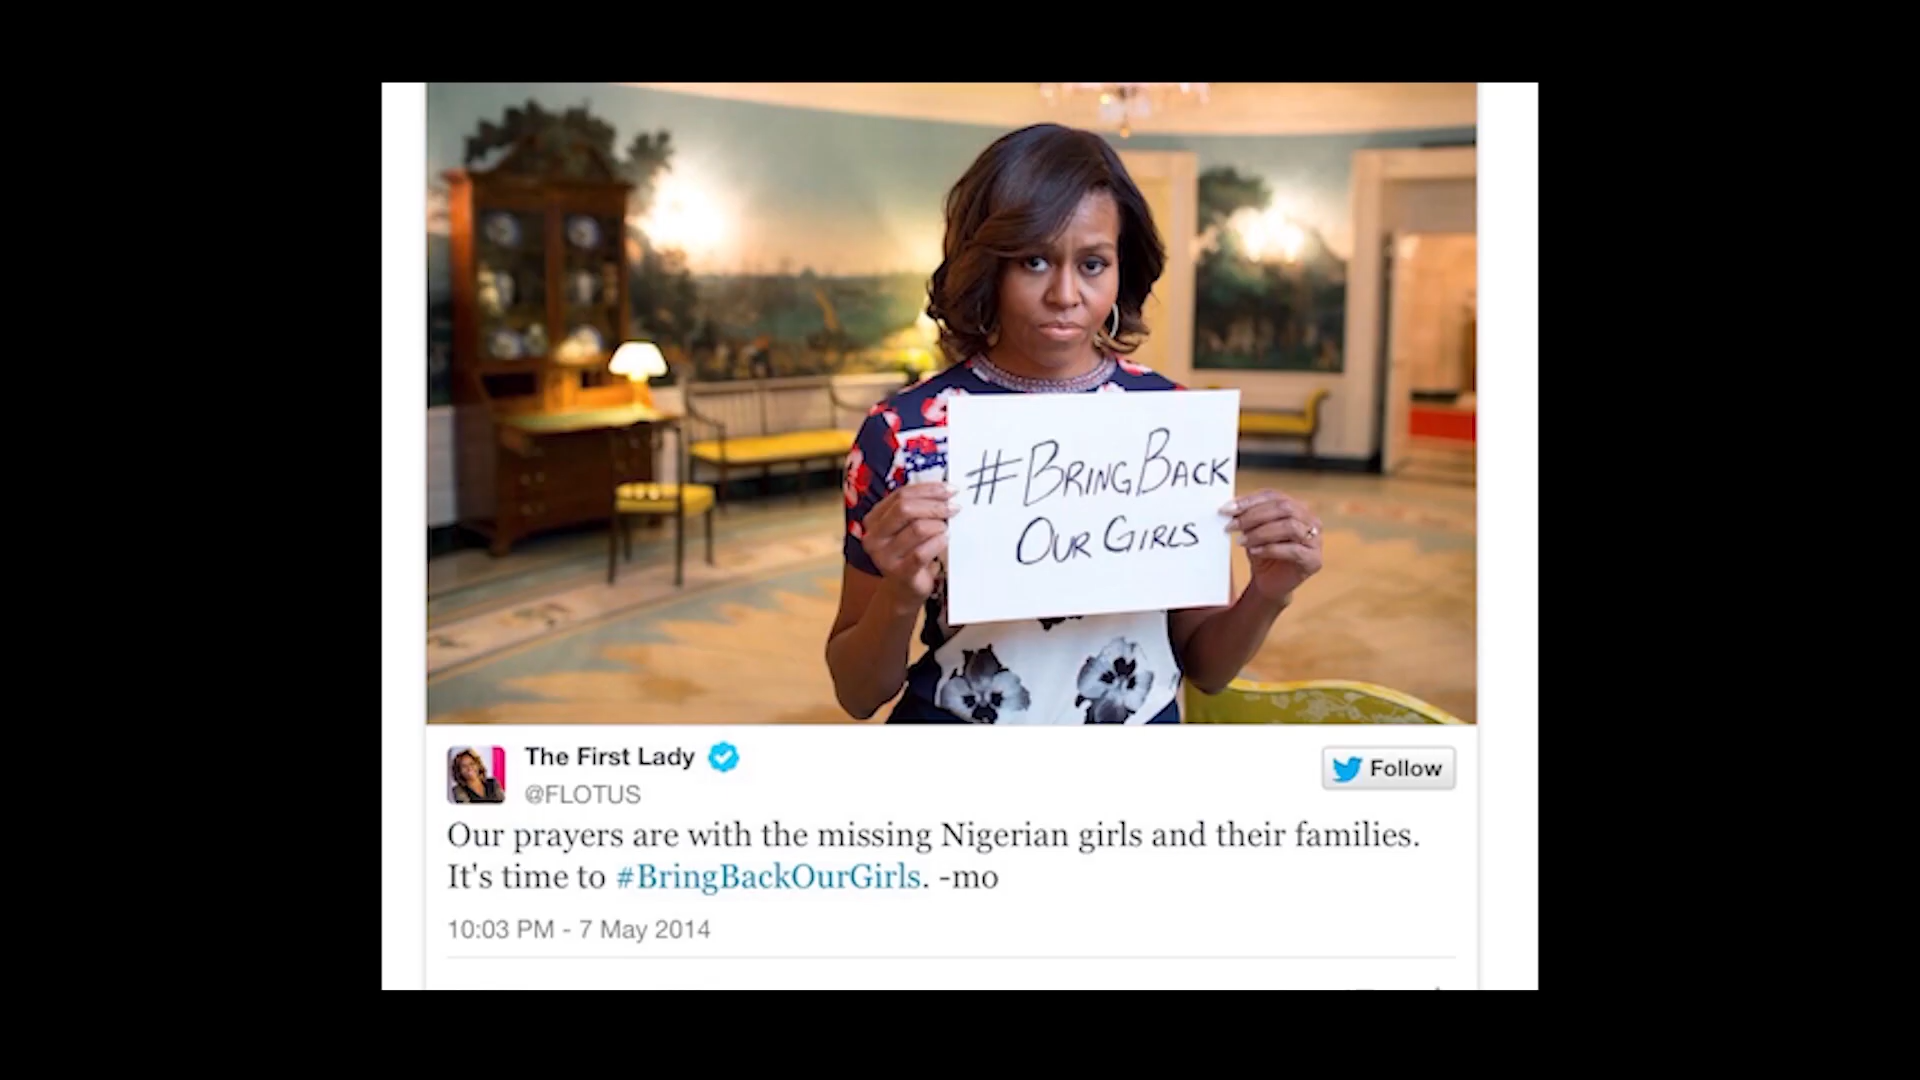 #BRINGBACK
OUR GIRLS
The First Lady
@FLOTUS
Follow
Our prayers are with the missing Nigerian girls and their families.
It's time to #BringBackOurGirls. -mo
10:03 PM - 7 May 2014